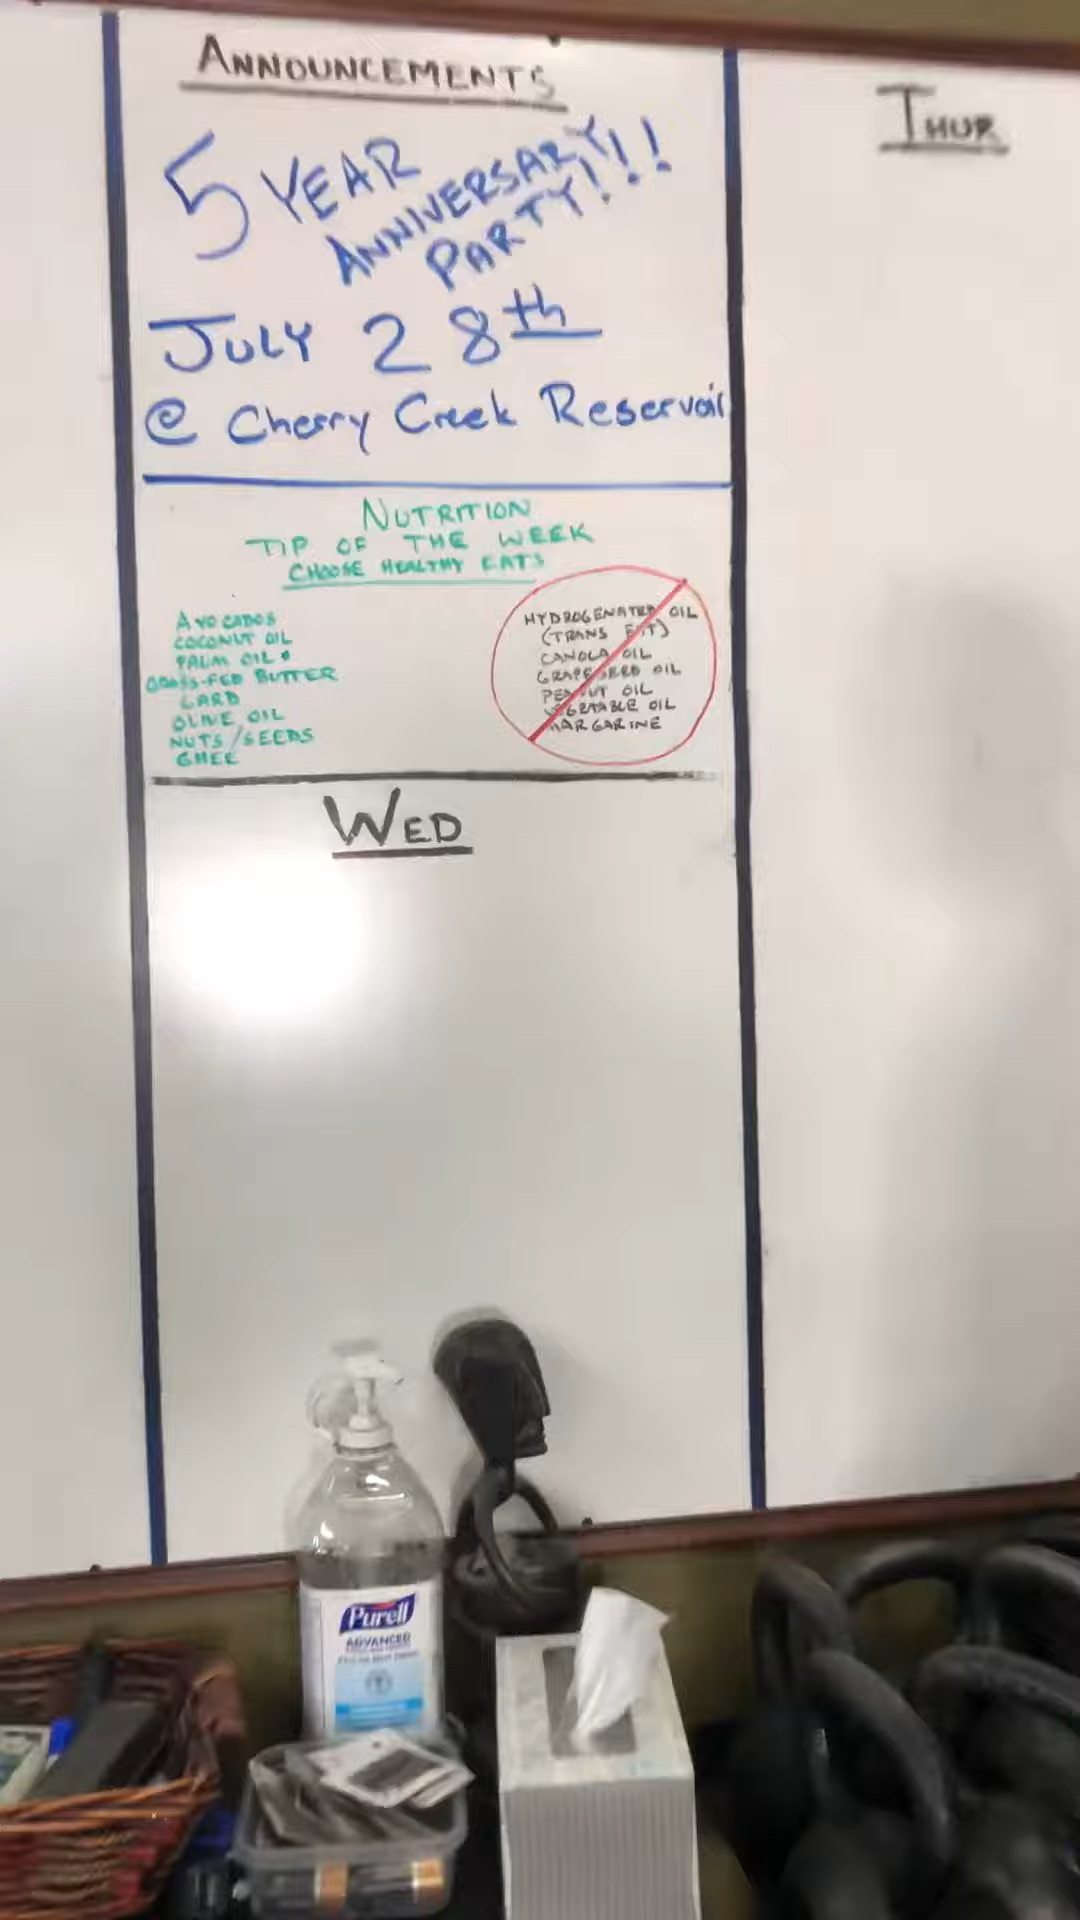 ANNOUNCEMENTS
5 YEAR
ANNIVERSARY
PARTY!!!
JULY 28th
@ Cherry Creek Reservoir
NUTRITION
TIP OF THE WEEK
CHOOSE HEALTHY FATS
AVOCADOS
COCONUT OIL
PALM OIL
GRASS-FED BUTTER
LARD
OLIVE OIL
NUTS/SEEDS
GHEE
HYDROGENATED OIL
(TRANS FAT)
CANOLA OIL
GRAPESEED OIL
PEANUT OIL
VEGETABLE OIL
MARGARINE
WED
THUR
Purell
ADVANCED